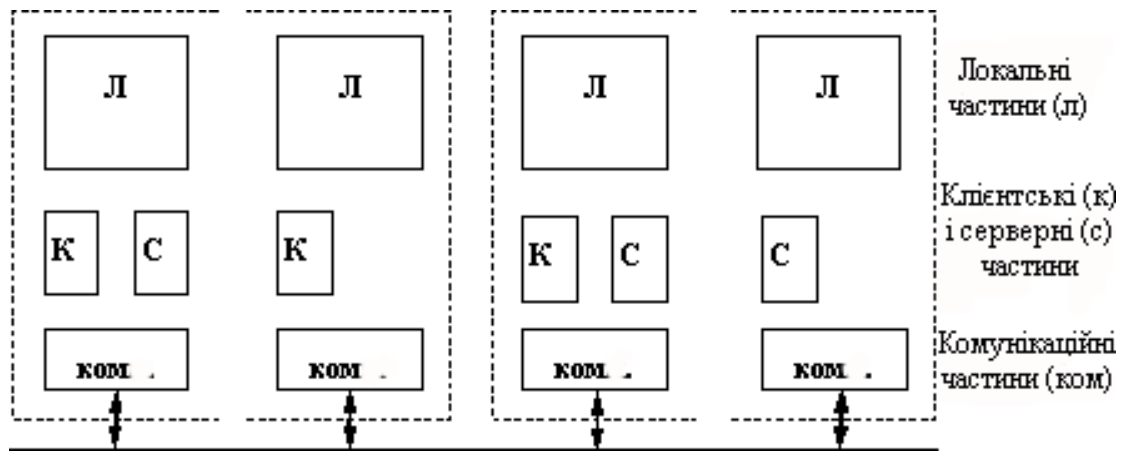 Л Л Л Л
Локальні
частини (л)
К С К К С С
Клієнтські (к)
і серверні (с)
частини
ком . ком . ком . ком .
Комунікаційні
частини (ком)